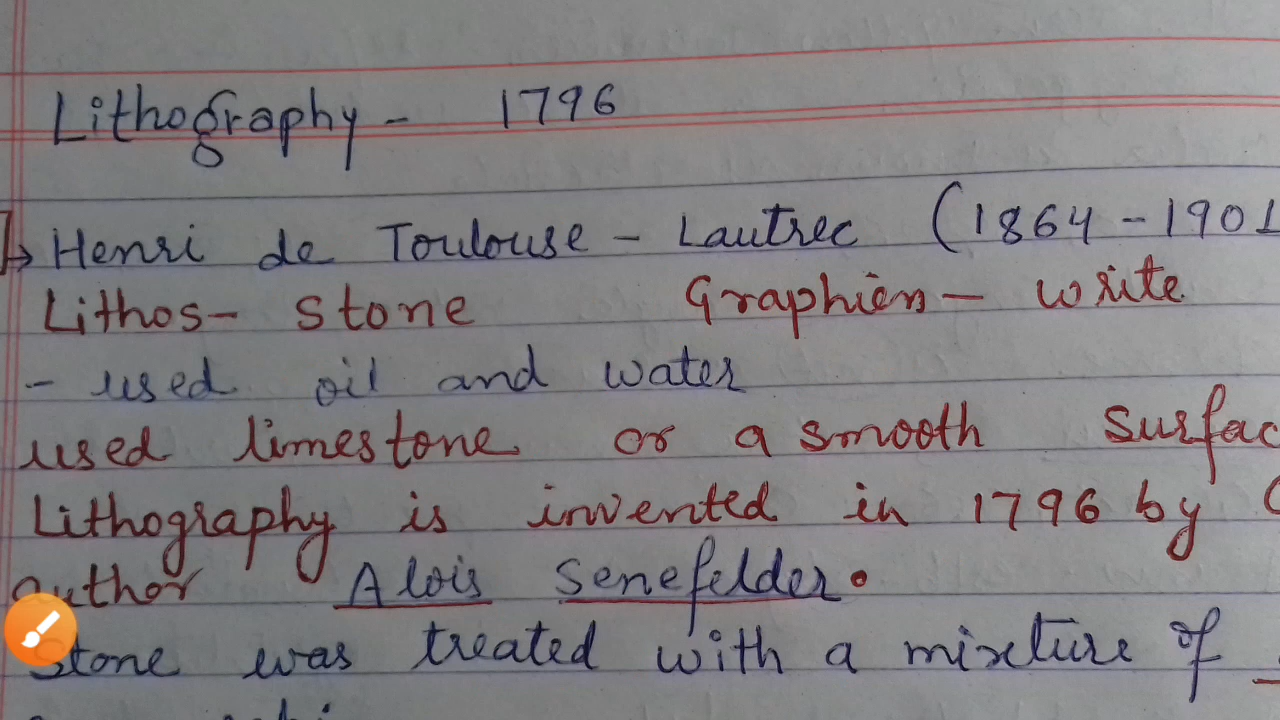 Lithography - 1796
→ Henri de Toulouse - Lautrec (1864 - 1901
Lithos - stone Graphien - write
- used oil and water
used limestone or a smooth surfac
Lithography is invented in 1796 by
author Alois Senefelder.
stone was treated with a mixture of